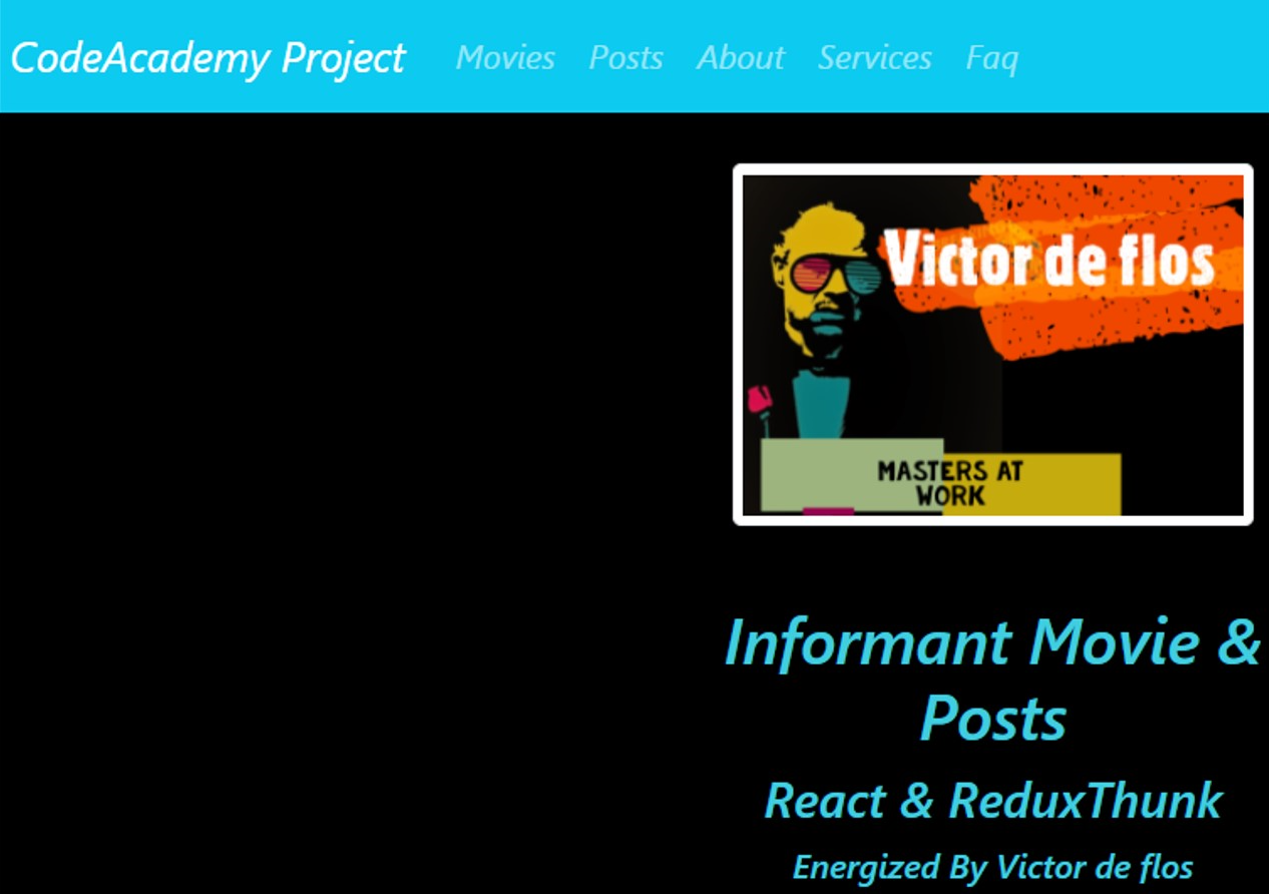 CodeAcademy Project Movies Posts About Services Faq
Victor de flos
MASTERS AT
WORK
Informant Movie &
Posts
React & ReduxThunk
Energized By Victor de flos